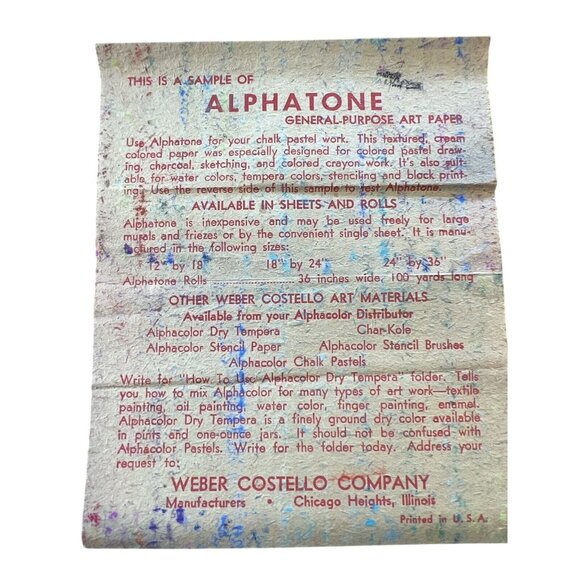 THIS IS A SAMPLE OF
ALPHATONE
GENERAL-PURPOSE ART PAPER
Use Alphatone for your chalk pastel work. This textured, cream
colored paper was especially designed for colored pastel draw-
ing, charcoal, sketching, and colored crayon work. It's also suit-
able for water colors, tempera colors, stenciling and block print-
ing. Use the reverse side of this sample to test Alphatone.
AVAILABLE IN SHEETS AND ROLLS
Alphatone is inexpensive and may be used freely for large
murals and friezes or by the convenient single sheet. It is manu-
factured in the following sizes:
12" by 18" 18" by 24" 24" by 36"
Alphatone Rolls ........................ 36 inches wide, 100 yards long
OTHER WEBER COSTELLO ART MATERIALS
Available from your Alphacolor Distributor
Alphacolor Dry Tempera Char-Kole
Alphacolor Stencil Paper Alphacolor Stencil Brushes
Alphacolor Chalk Pastels
Write for "How To Use Alphacolor Dry Tempera" folder. Tells
you how to mix Alphacolor for many types of art work—textile
painting, oil painting, water color, finger painting, enamel.
Alphacolor Dry Tempera is a finely ground dry color available
in pints and one-ounce jars. It should not be confused with
Alphacolor Pastels. Write for the folder today. Address your
request to:
WEBER COSTELLO COMPANY
Manufacturers • Chicago Heights, Illinois
Printed in U. S. A.